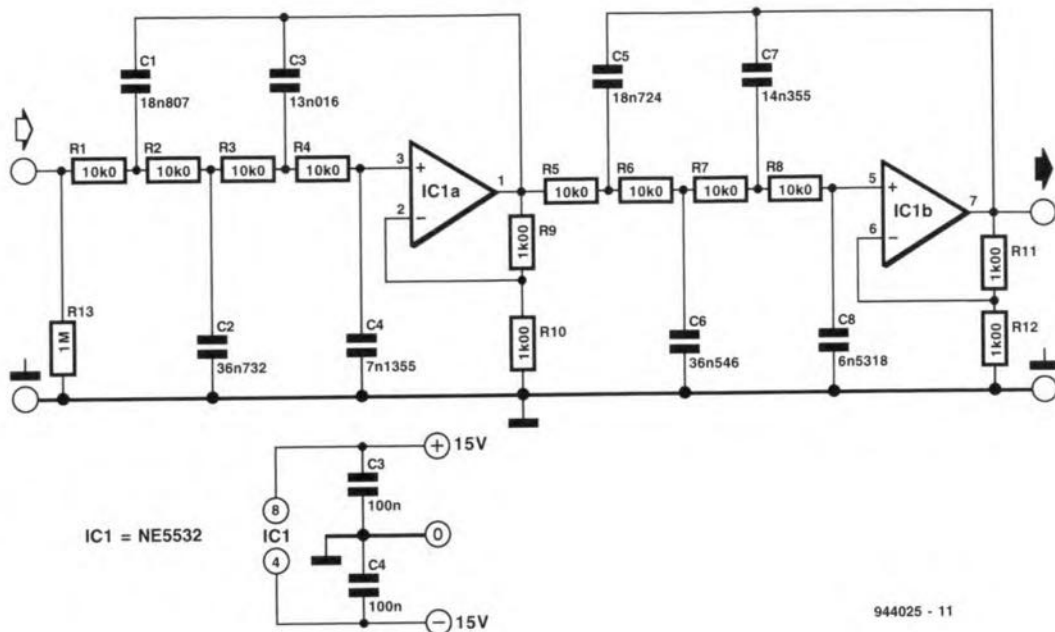 C1
18n807
C3
13n016
C5
18n724
C7
14n355
R1
10k0
R2
10k0
R3
10k0
R4
10k0
3
+
2
−
IC1a
1
R5
10k0
R6
10k0
R7
10k0
R8
10k0
5
+
6
−
IC1b
7
R9
1k00
R10
1k00
R11
1k00
R12
1k00
R13
1M
C2
36n732
C4
7n1355
C6
36n546
C8
6n5318
+ 15V
C3
100n
8
IC1
4
0
C4
100n
− 15V
IC1 = NE5532
944025 - 11